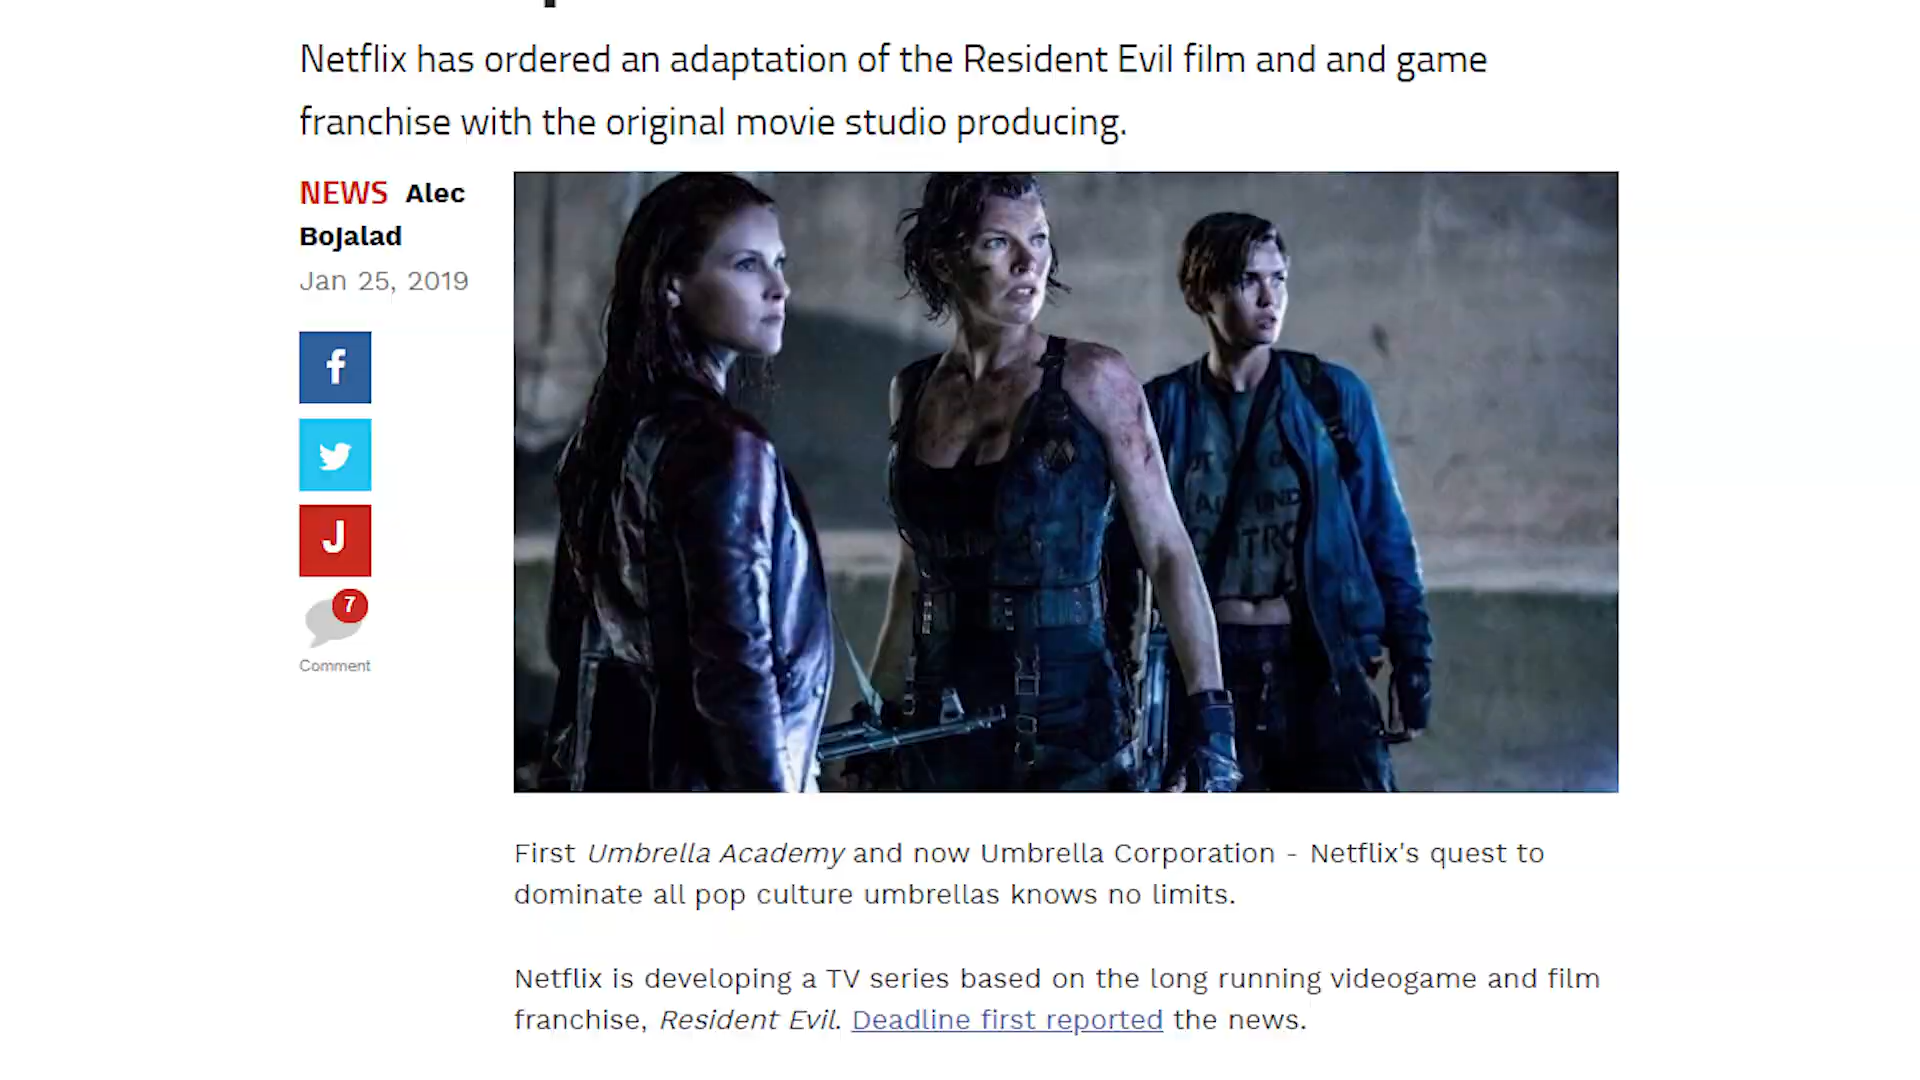 Netflix has ordered an adaptation of the Resident Evil film and and game
franchise with the original movie studio producing.
NEWS Alec
BoJalad
Jan 25, 2019
f
J
7
Comment
First Umbrella Academy and now Umbrella Corporation - Netflix's quest to
dominate all pop culture umbrellas knows no limits.
Netflix is developing a TV series based on the long running videogame and film
franchise, Resident Evil. Deadline first reported the news.